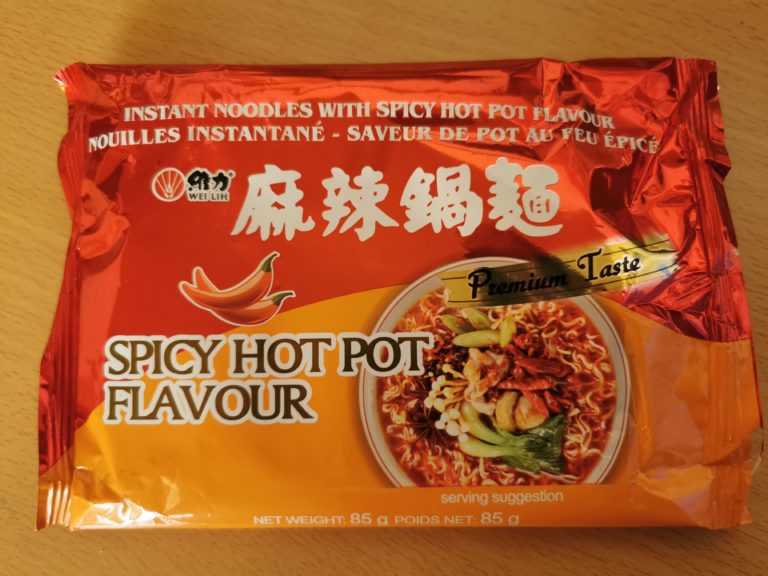 INSTANT NOODLES WITH SPICY HOT POT FLAVOUR
NOUILLES INSTANTANÉ - SAVEUR DE POT AU FEU ÉPICÉ
維力®
WEI LIH
麻辣鍋麵
Premium Taste
SPICY HOT POT
FLAVOUR
serving suggestion
NET WEIGHT: 85 g POIDS NET: 85 g